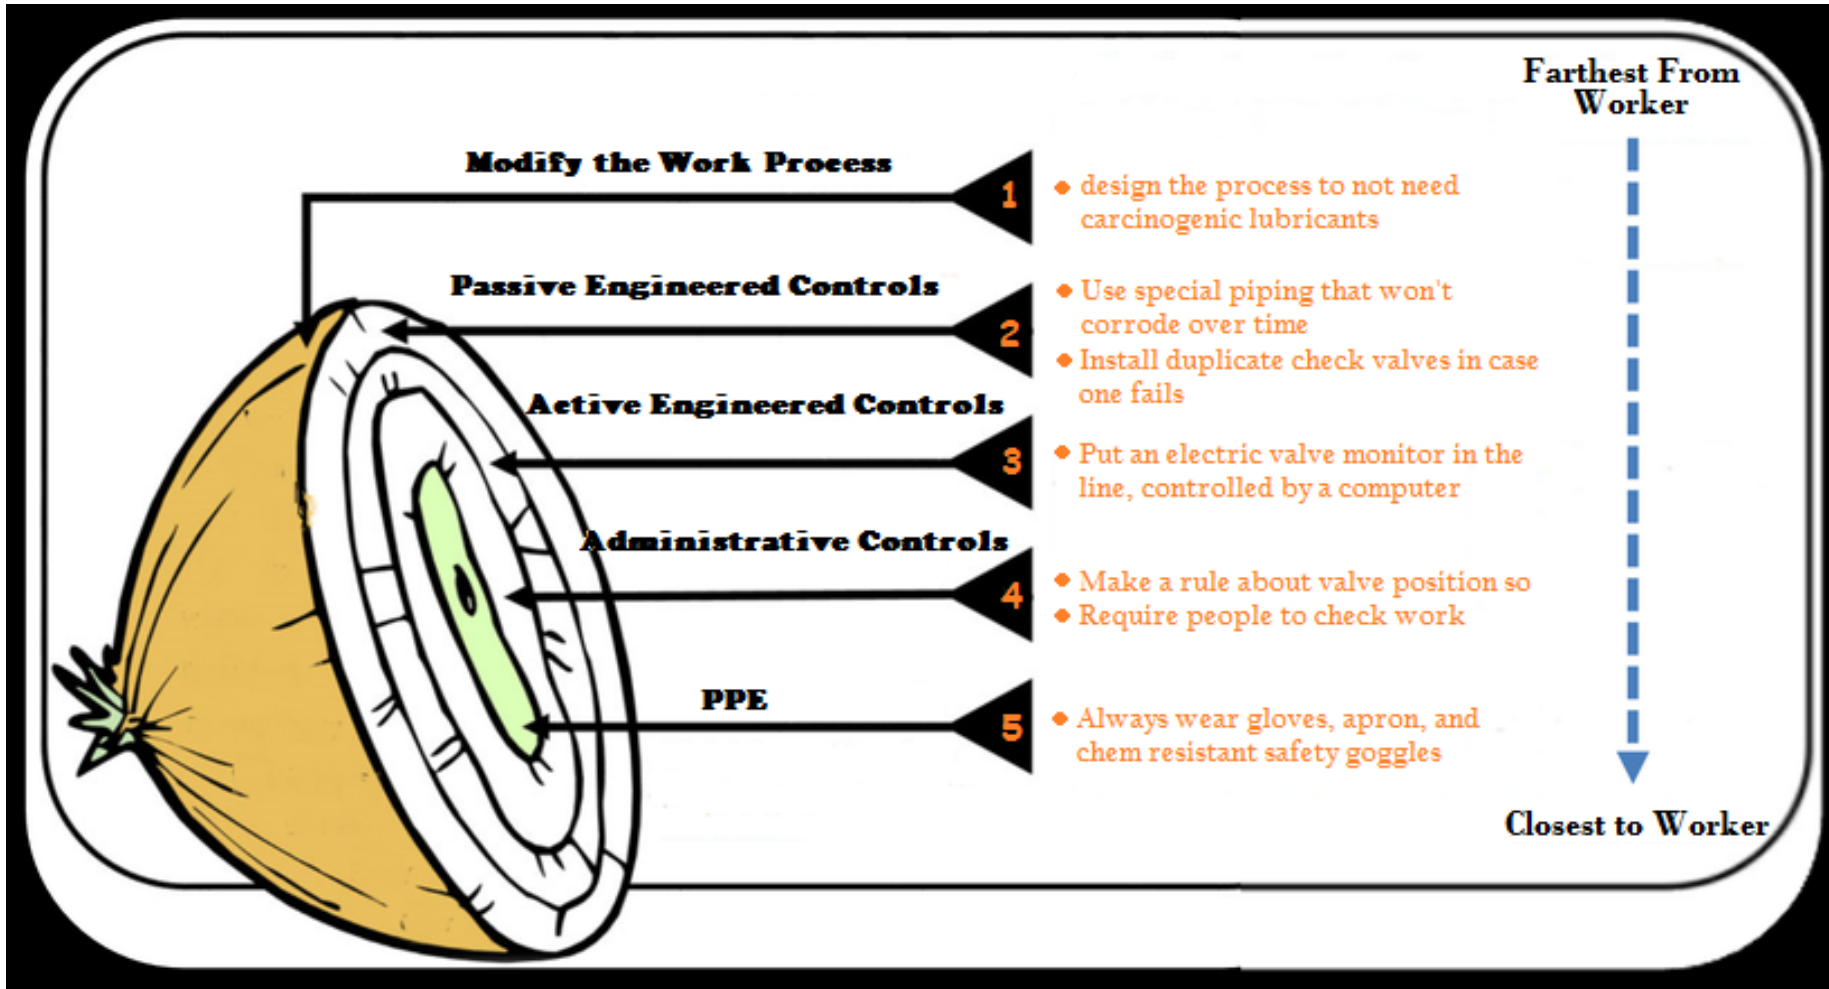 Farthest From
Worker
Modify the Work Process
1
• design the process to not need
carcinogenic lubricants
Passive Engineered Controls
2
• Use special piping that won't
corrode over time
• Install duplicate check valves in case
one fails
Active Engineered Controls
3
• Put an electric valve monitor in the
line, controlled by a computer
Administrative Controls
4
• Make a rule about valve position so
• Require people to check work
PPE
5
• Always wear gloves, apron, and
chem resistant safety goggles
Closest to Worker